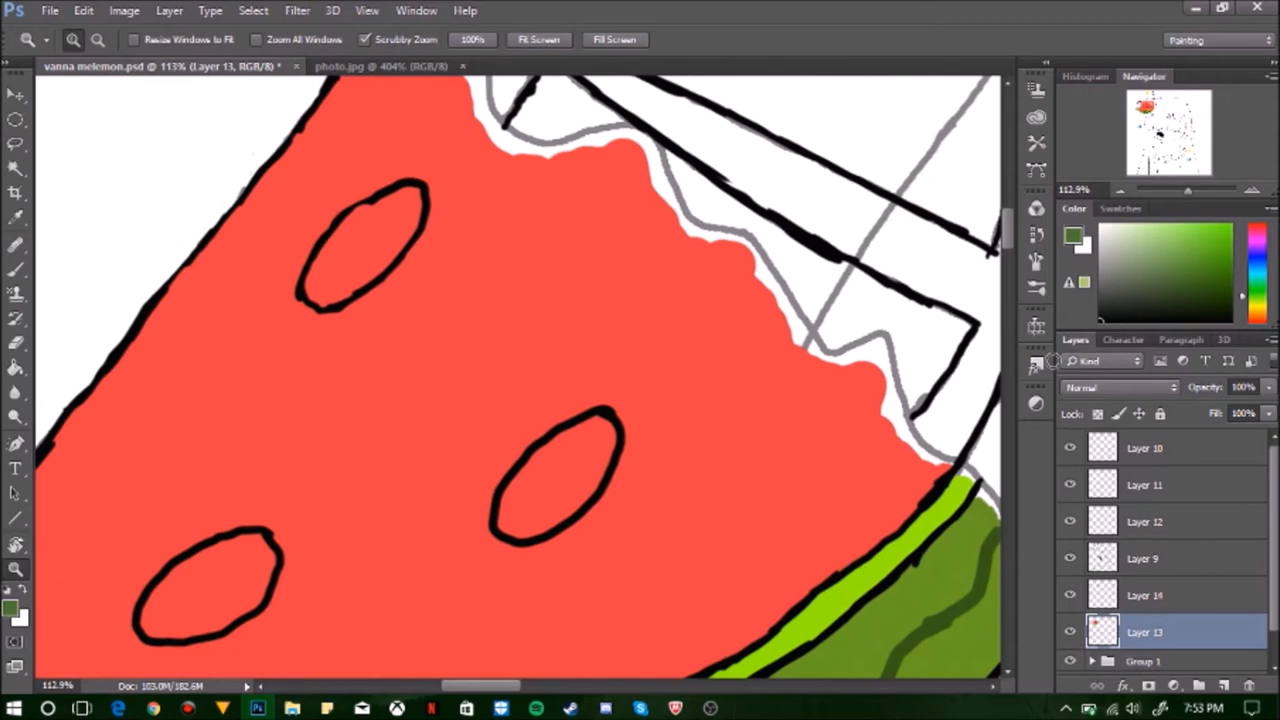 Ps File Edit Image Layer Type Select Filter 3D View Window Help
Resize Windows to Fit Zoom All Windows Scrubby Zoom 100% Fit Screen Fill Screen Painting
vanna melemon.psd @ 113% (Layer 13, RGB/8) * × photo.jpg @ 404% (RGB/8) ×
Histogram Navigator
112.9%
Color Swatches
Layers Character Paragraph 3D
Kind
Normal Opacity: 100%
Lock: Fill: 100%
Layer 10
Layer 11
Layer 12
Layer 9
Layer 14
Layer 13
Group 1
112.9% Doc: 103.0M/182.6M
7:53 PM